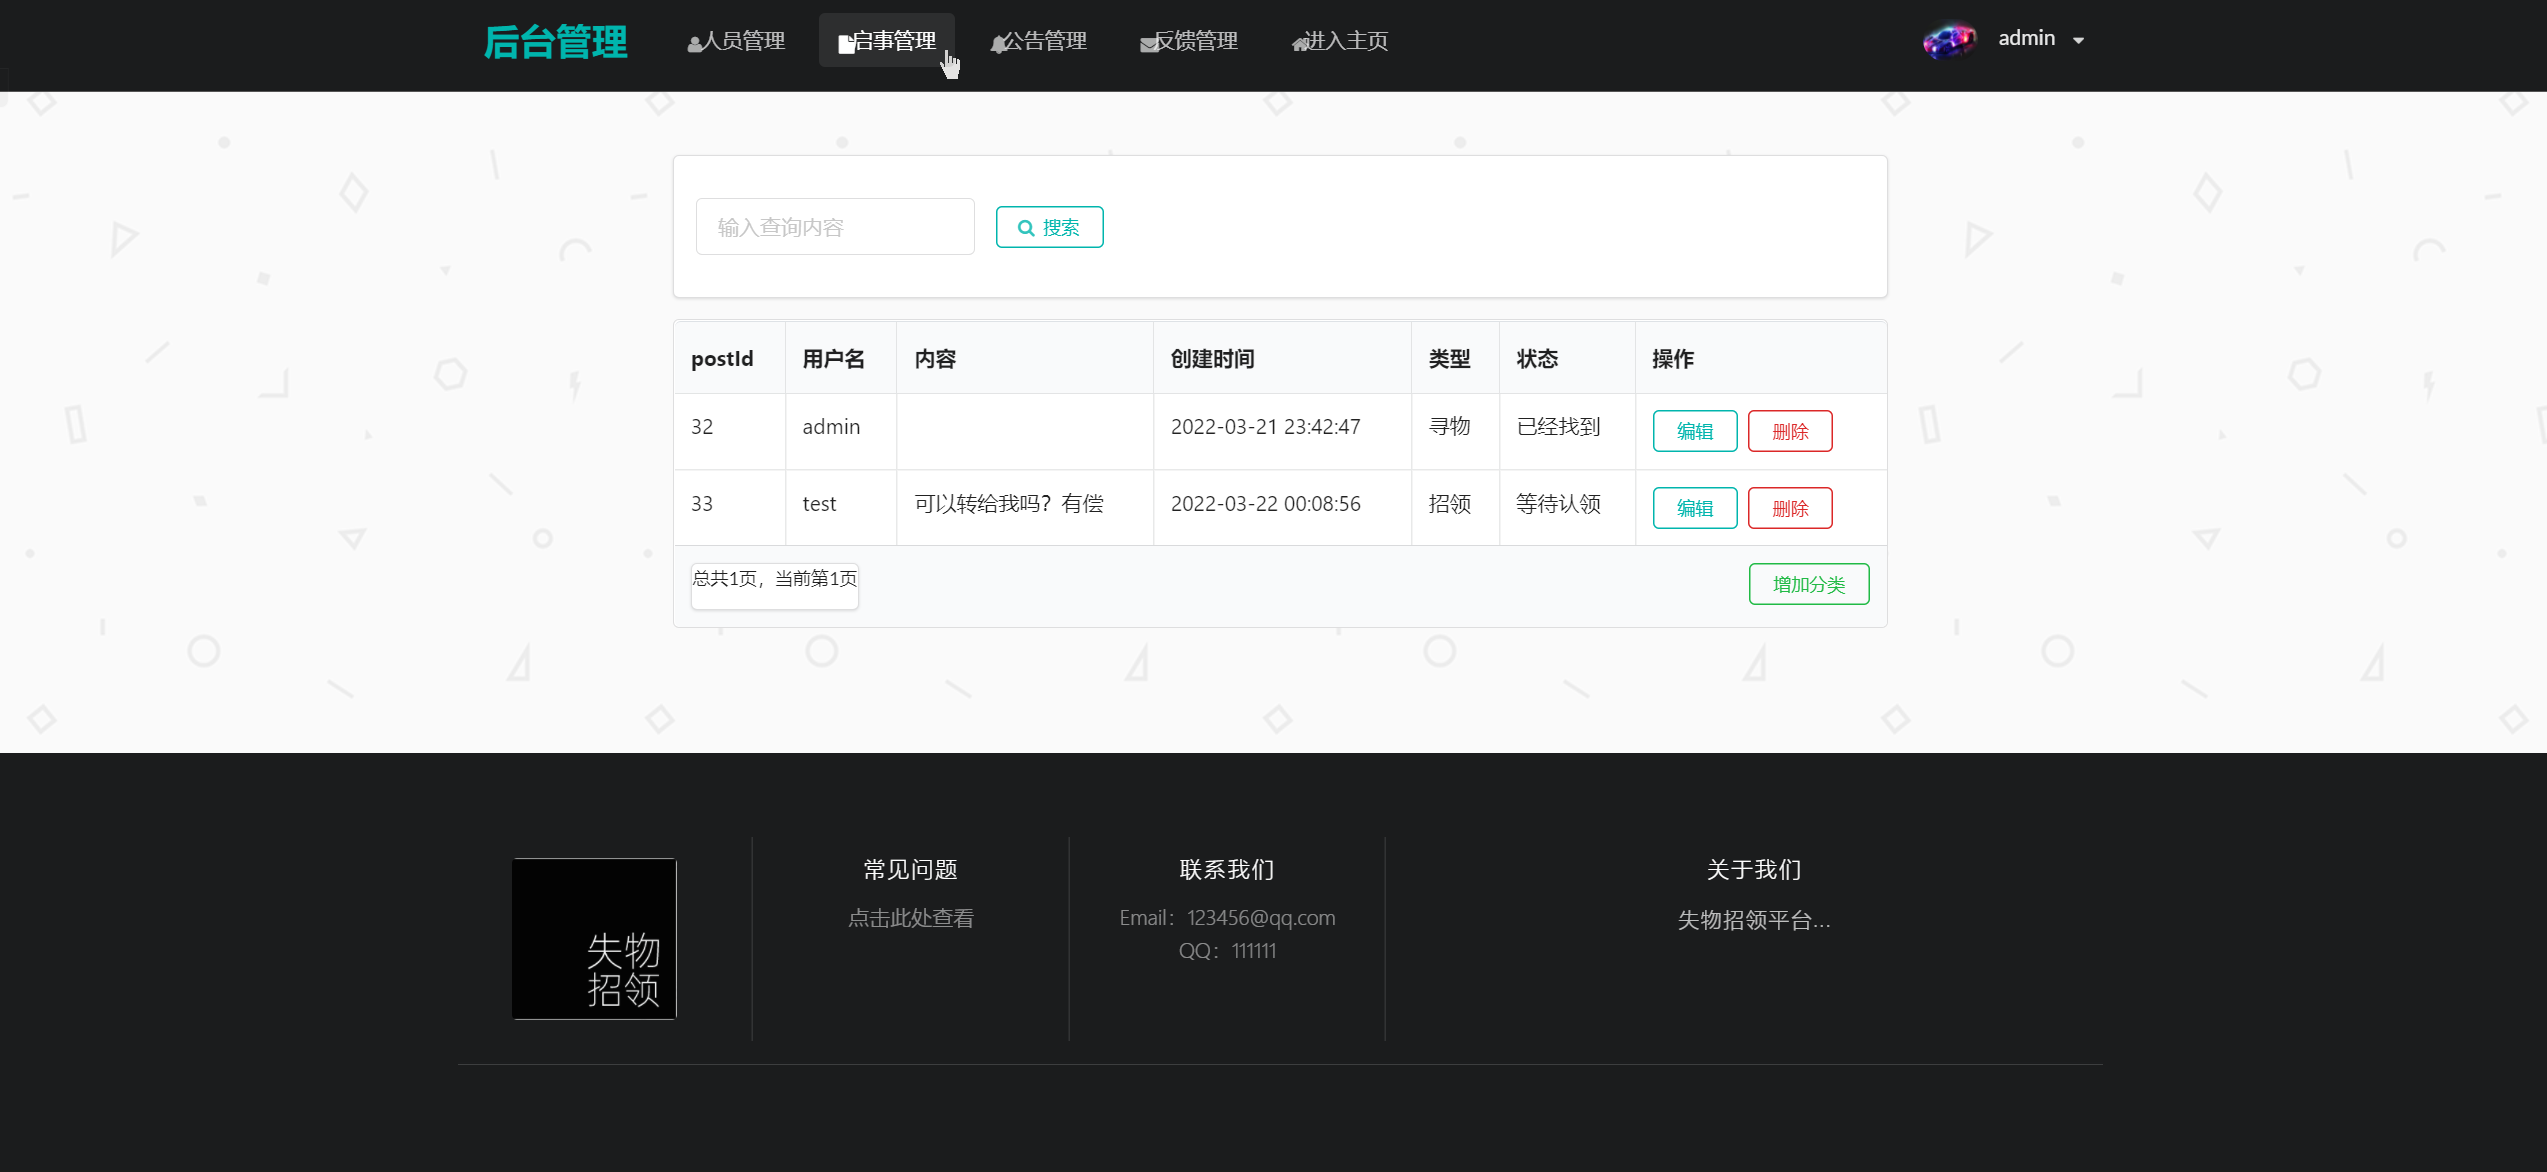 后台管理
人员管理
启事管理
公告管理
反馈管理
进入主页
admin
输入查询内容
搜索
postId 用户名 内容 创建时间 类型 状态 操作
32 admin 2022-03-21 23:42:47 寻物 已经找到 编辑 删除
33 test 可以转给我吗？有偿 2022-03-22 00:08:56 招领 等待认领 编辑 删除
总共1页，当前第1页
增加分类
失物
招领
常见问题
点击此处查看
联系我们
Email：123456@qq.com
QQ：111111
关于我们
失物招领平台...